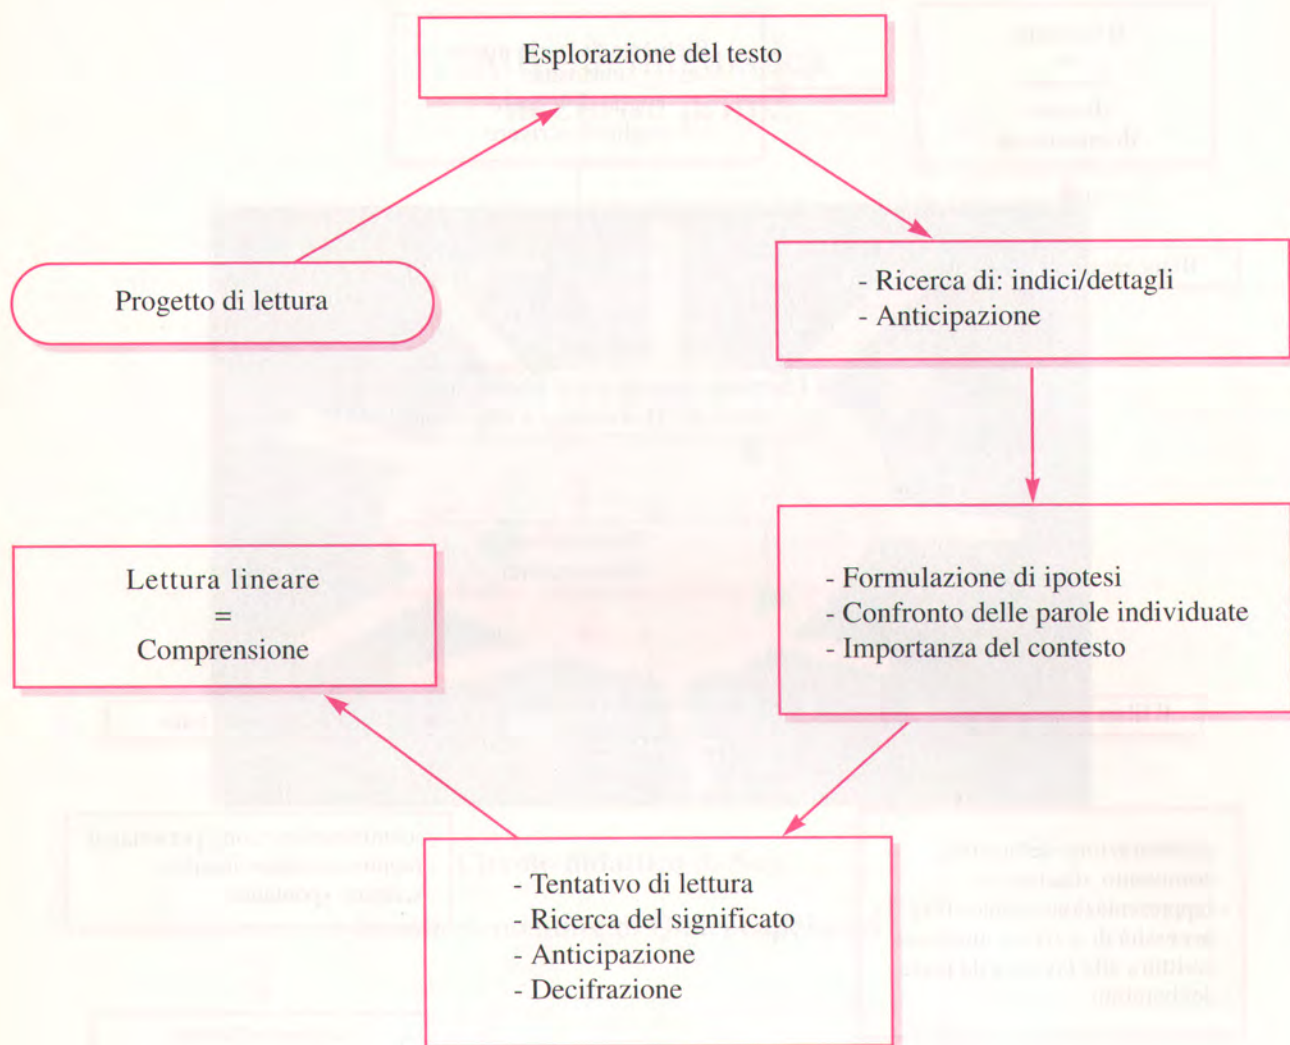 Esplorazione del testo
Progetto di lettura
- Ricerca di: indici/dettagli
- Anticipazione
- Formulazione di ipotesi
- Confronto delle parole individuate
- Importanza del contesto
- Tentativo di lettura
- Ricerca del significato
- Anticipazione
- Decifrazione
Lettura lineare
=
Comprensione